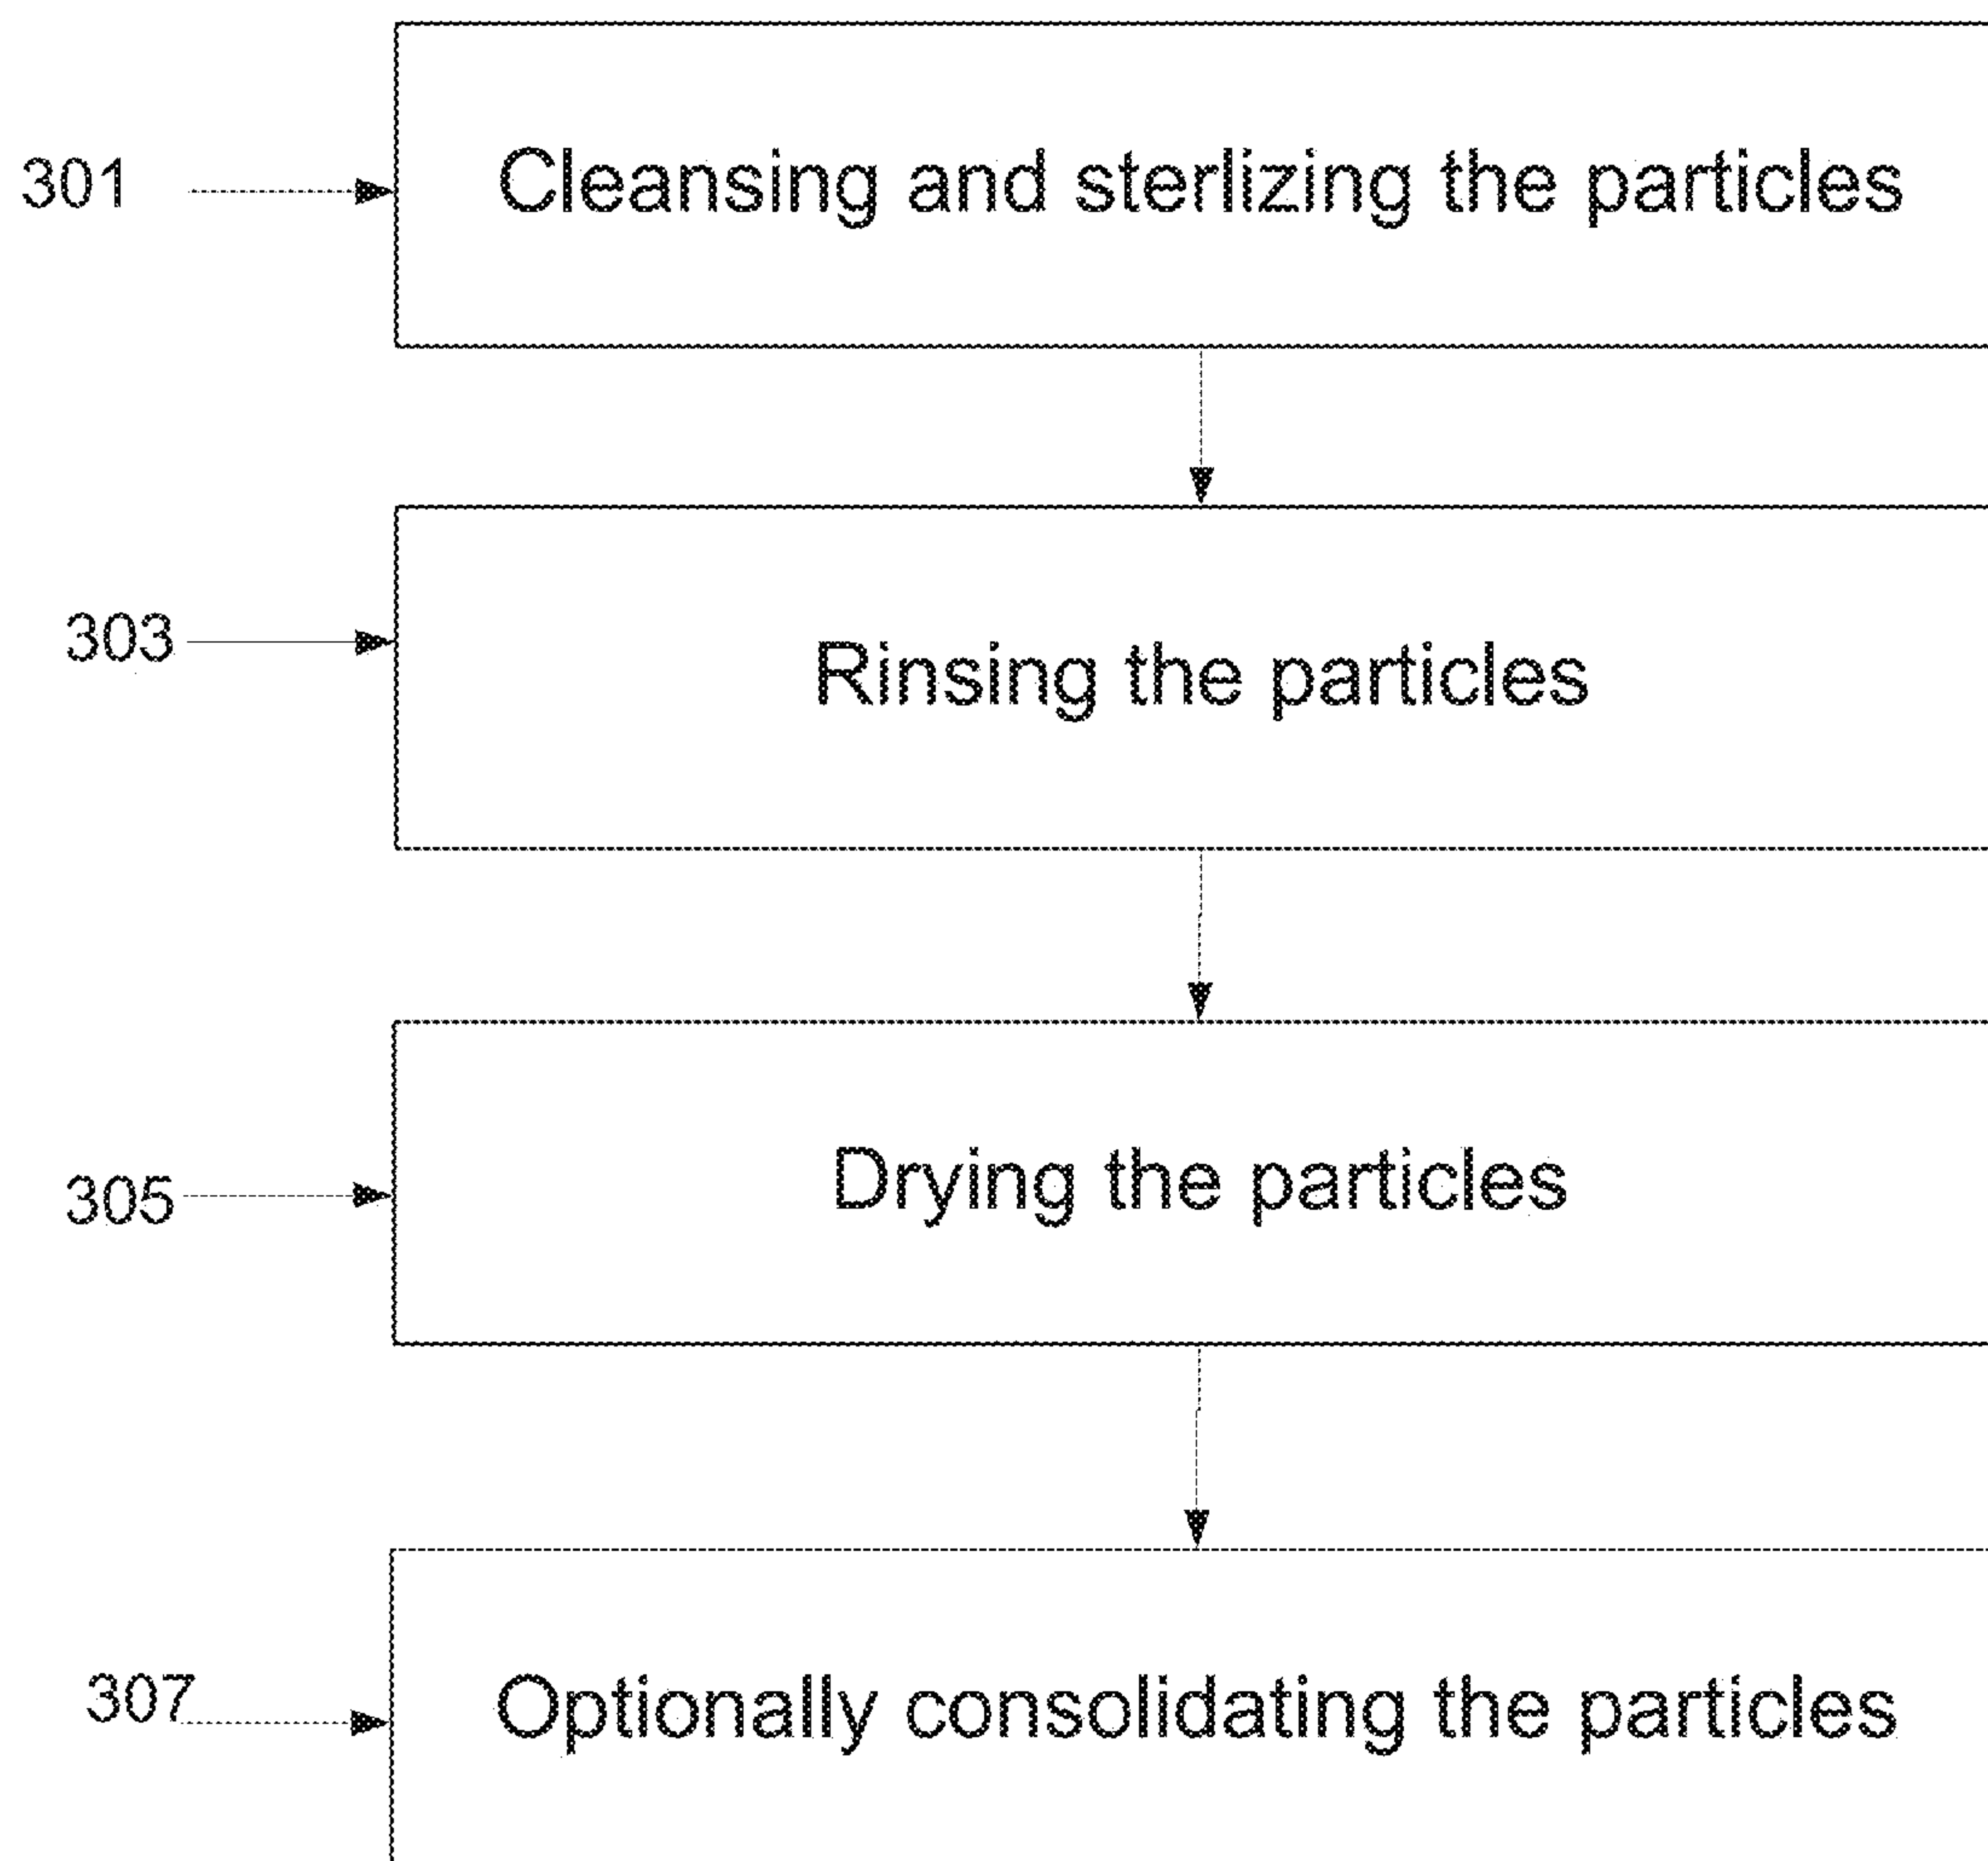 301
Cleansing and sterlizing the particles
303
Rinsing the particles
305
Drying the particles
307
Optionally consolidating the particles